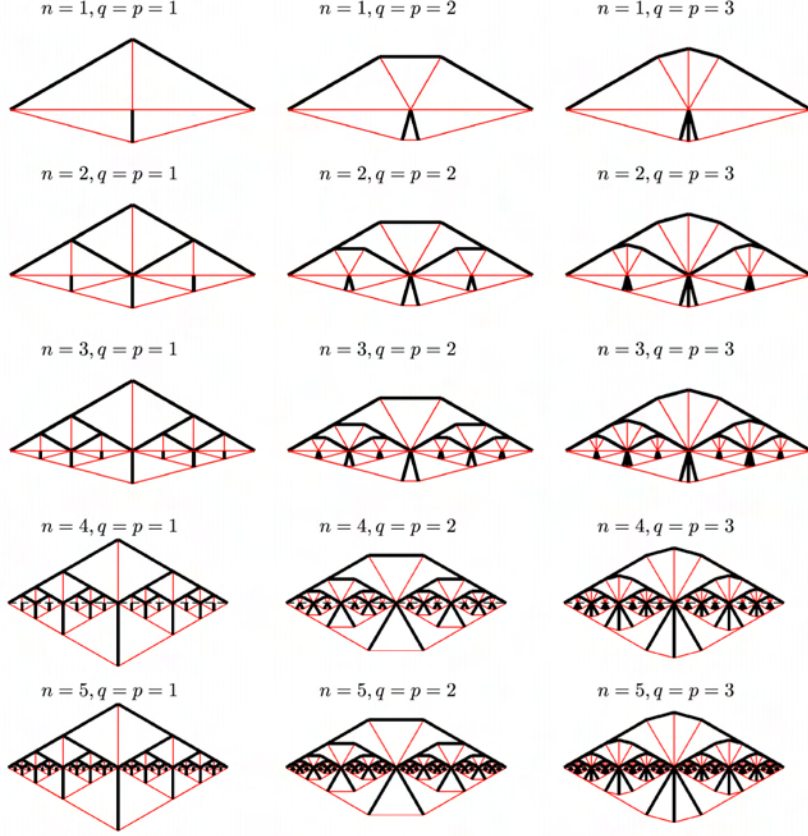 n = 1, q = p = 1
n = 1, q = p = 2
n = 1, q = p = 3
n = 2, q = p = 1
n = 2, q = p = 2
n = 2, q = p = 3
n = 3, q = p = 1
n = 3, q = p = 2
n = 3, q = p = 3
n = 4, q = p = 1
n = 4, q = p = 2
n = 4, q = p = 3
n = 5, q = p = 1
n = 5, q = p = 2
n = 5, q = p = 3